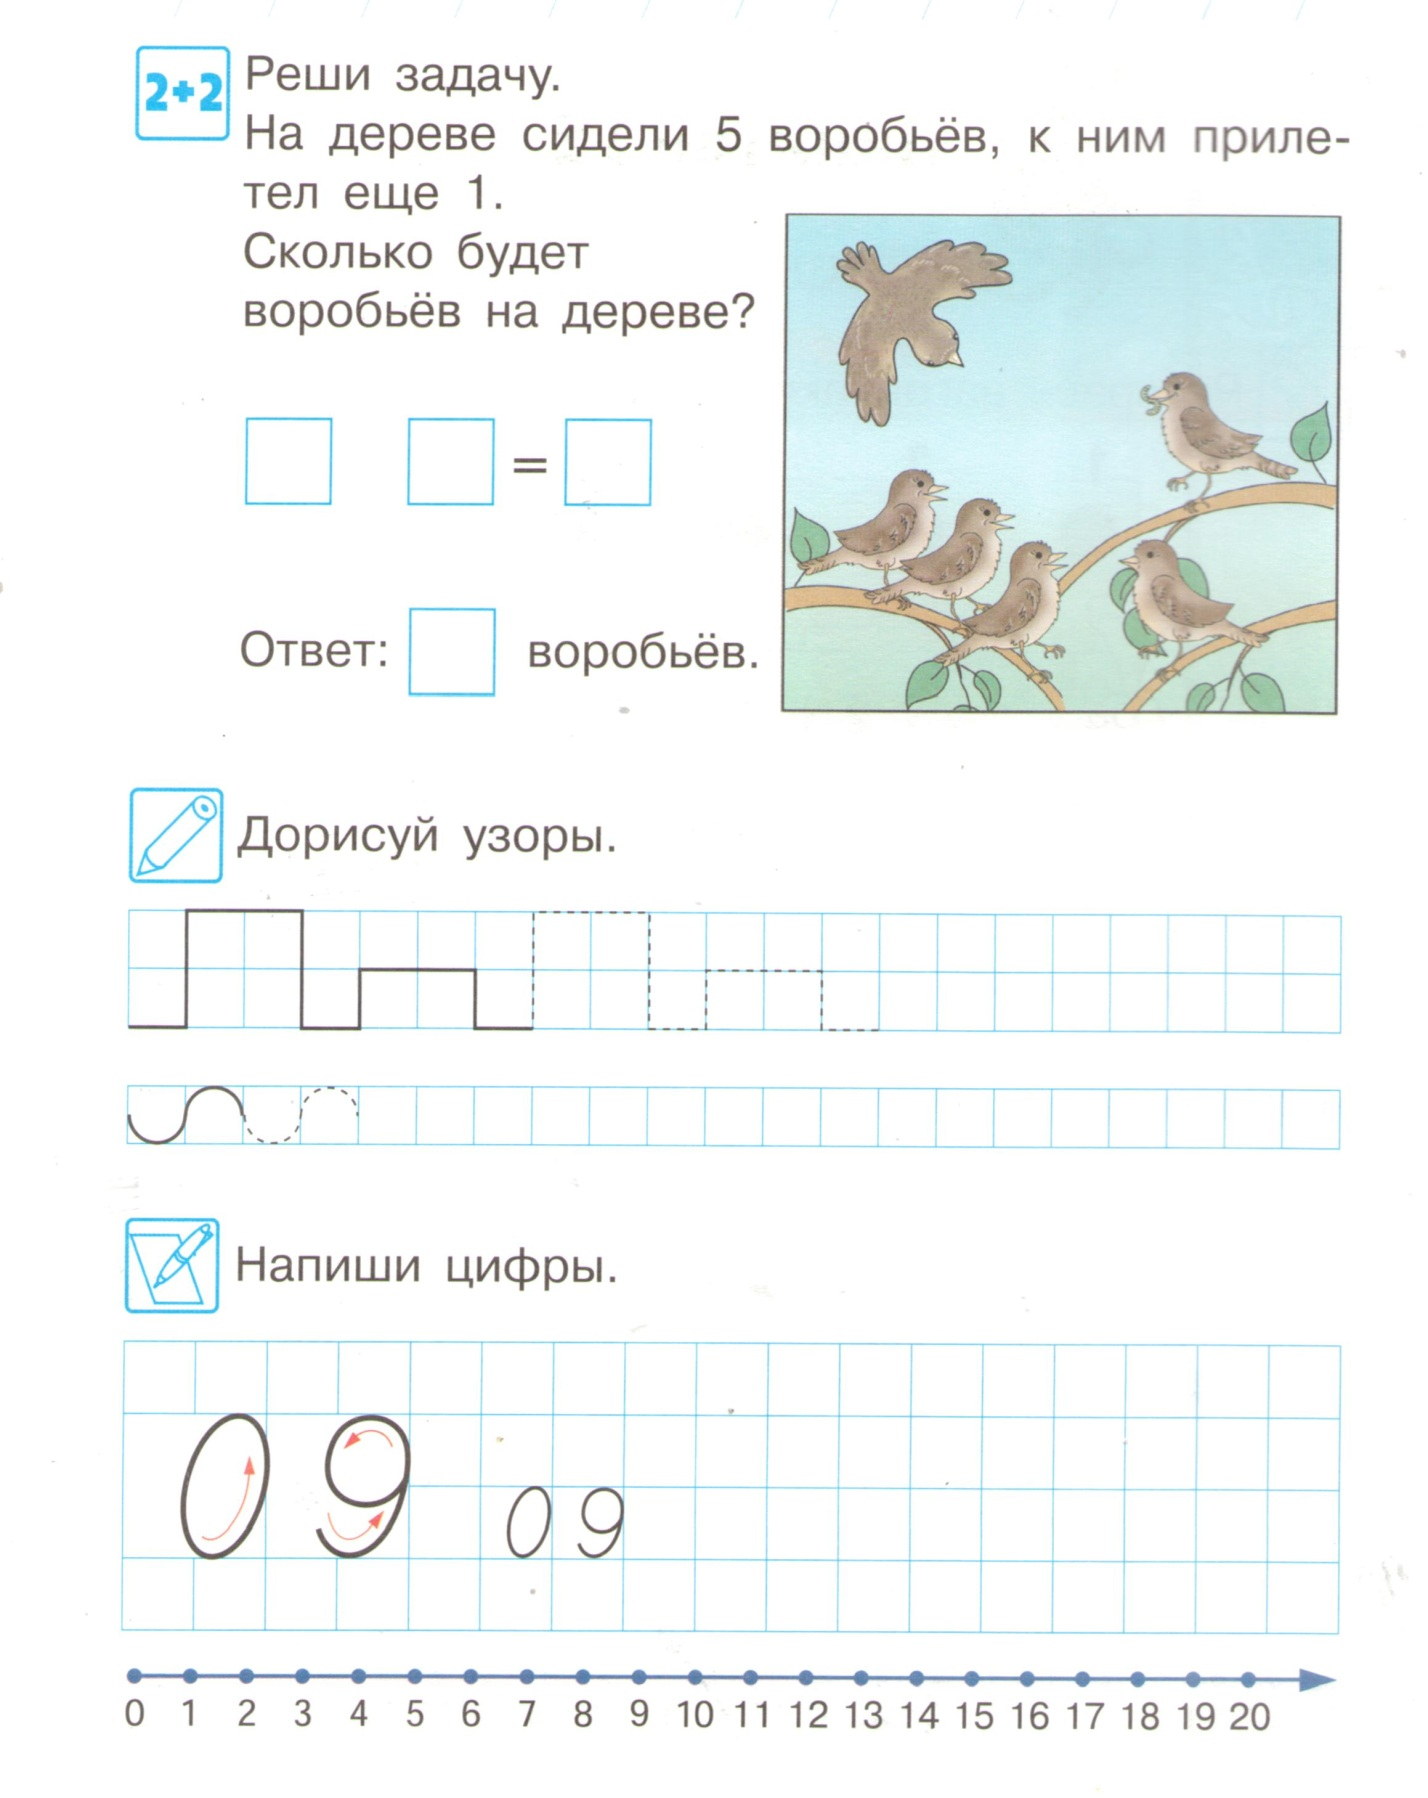 2+2
Реши задачу.
На дереве сидели 5 воробьёв, к ним приле-
тел еще 1.
Сколько будет
воробьёв на дереве?
=
Ответ: воробьёв.
Дорисуй узоры.
Напиши цифры.
0 9 0 9
0 1 2 3 4 5 6 7 8 9 10 11 12 13 14 15 16 17 18 19 20